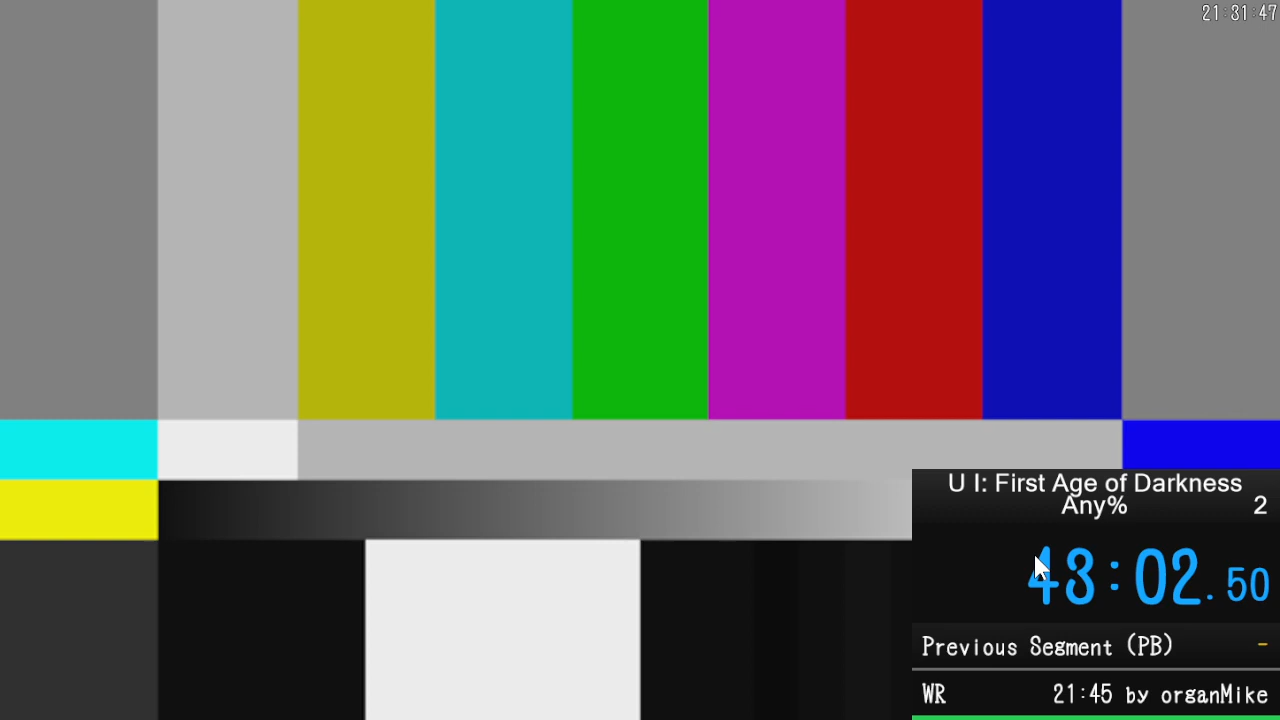 21:31:47
U I: First Age of Darkness
Any% 2
43:02.50
Previous Segment (PB) -
WR 21:45 by organMike